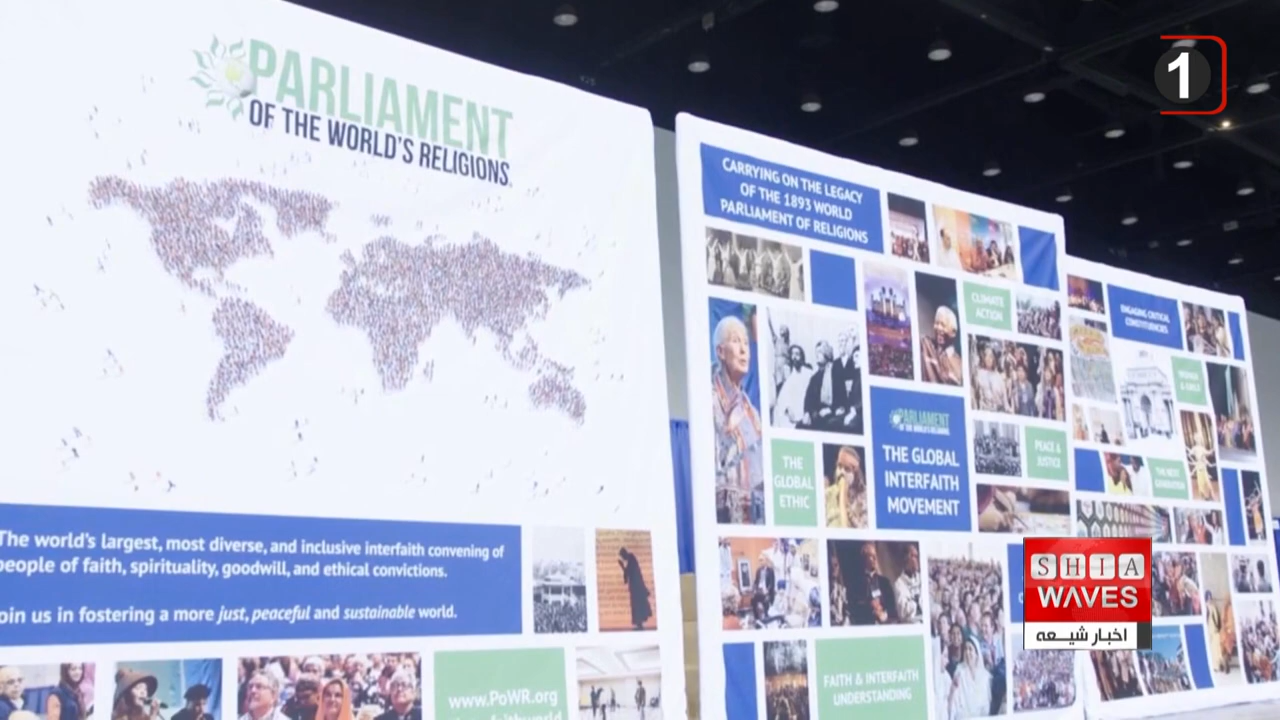 PARLIAMENT
OF THE WORLD'S RELIGIONS
The world's largest, most diverse, and inclusive interfaith convening of
people of faith, spirituality, goodwill, and ethical convictions.
oin us in fostering a more just, peaceful and sustainable world.
www.PoWR.org
CARRYING ON THE LEGACY
OF THE 1893 WORLD
PARLIAMENT OF RELIGIONS
CLIMATE
ACTION
ENGAGING CRITICAL
CONSTITUENCIES
PARLIAMENT
OF THE WORLD'S RELIGIONS
THE GLOBAL
INTERFAITH
MOVEMENT
THE
GLOBAL
ETHIC
PEACE &
JUSTICE
THE NEXT
GENERATION
FAITH & INTERFAITH
UNDERSTANDING
1
SHIA
WAVES
اخبار شیعه